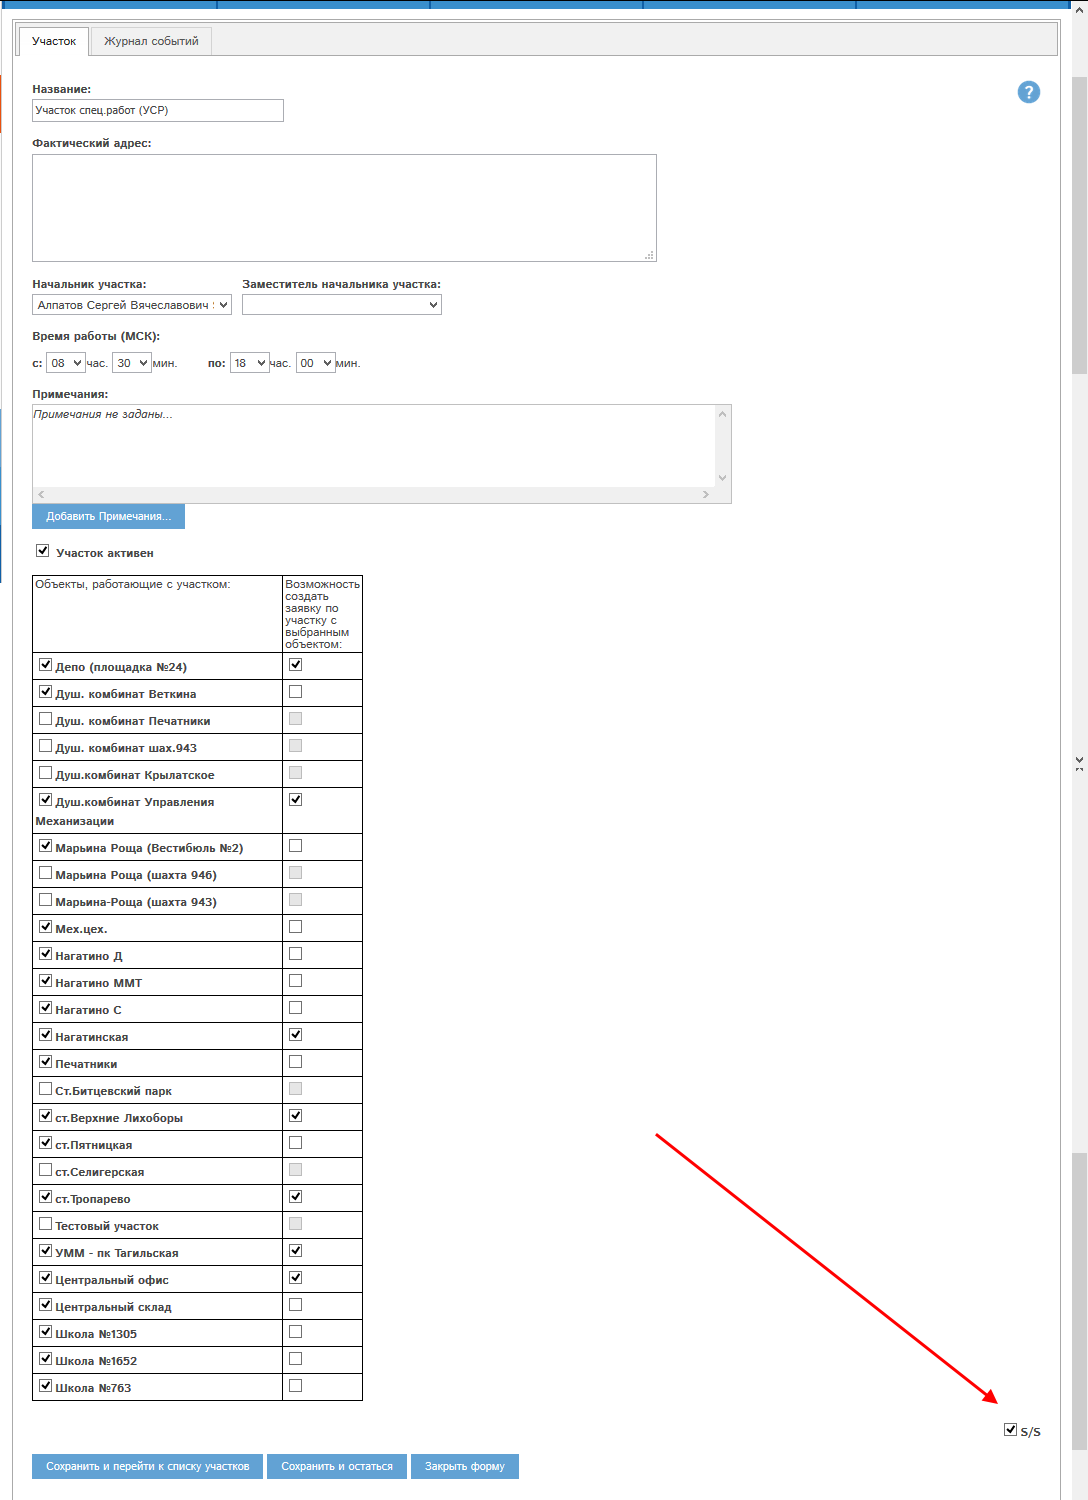 Участок
Журнал событий
Название:
?
Участок спец.работ (УСР)
Фактический адрес:
Начальник участка:
Заместитель начальника участка:
Алпатов Сергей Вячеславович
Время работы (МСК):
с: 08 час. 30 мин. по: 18 час. 00 мин.
Примечания:
Примечания не заданы...
Добавить Примечания...
Участок активен
Объекты, работающие с участком:
Возможность
создать
заявку по
участку с
выбранным
объектом:
Депо (площадка №24)
Душ. комбинат Веткина
Душ. комбинат Печатники
Душ. комбинат шах.943
Душ.комбинат Крылатское
Душ.комбинат Управления
Механизации
Марьина Роща (Вестибюль №2)
Марьина Роща (шахта 946)
Марьина-Роща (шахта 943)
Мех.цех.
Нагатино Д
Нагатино ММТ
Нагатино С
Нагатинская
Печатники
Ст.Битцевский парк
ст.Верхние Лихоборы
ст.Пятницкая
ст.Селигерская
ст.Тропарево
Тестовый участок
УММ - пк Тагильская
Центральный офис
Центральный склад
Школа №1305
Школа №1652
Школа №763
s/s
Сохранить и перейти к списку участков
Сохранить и остаться
Закрыть форму